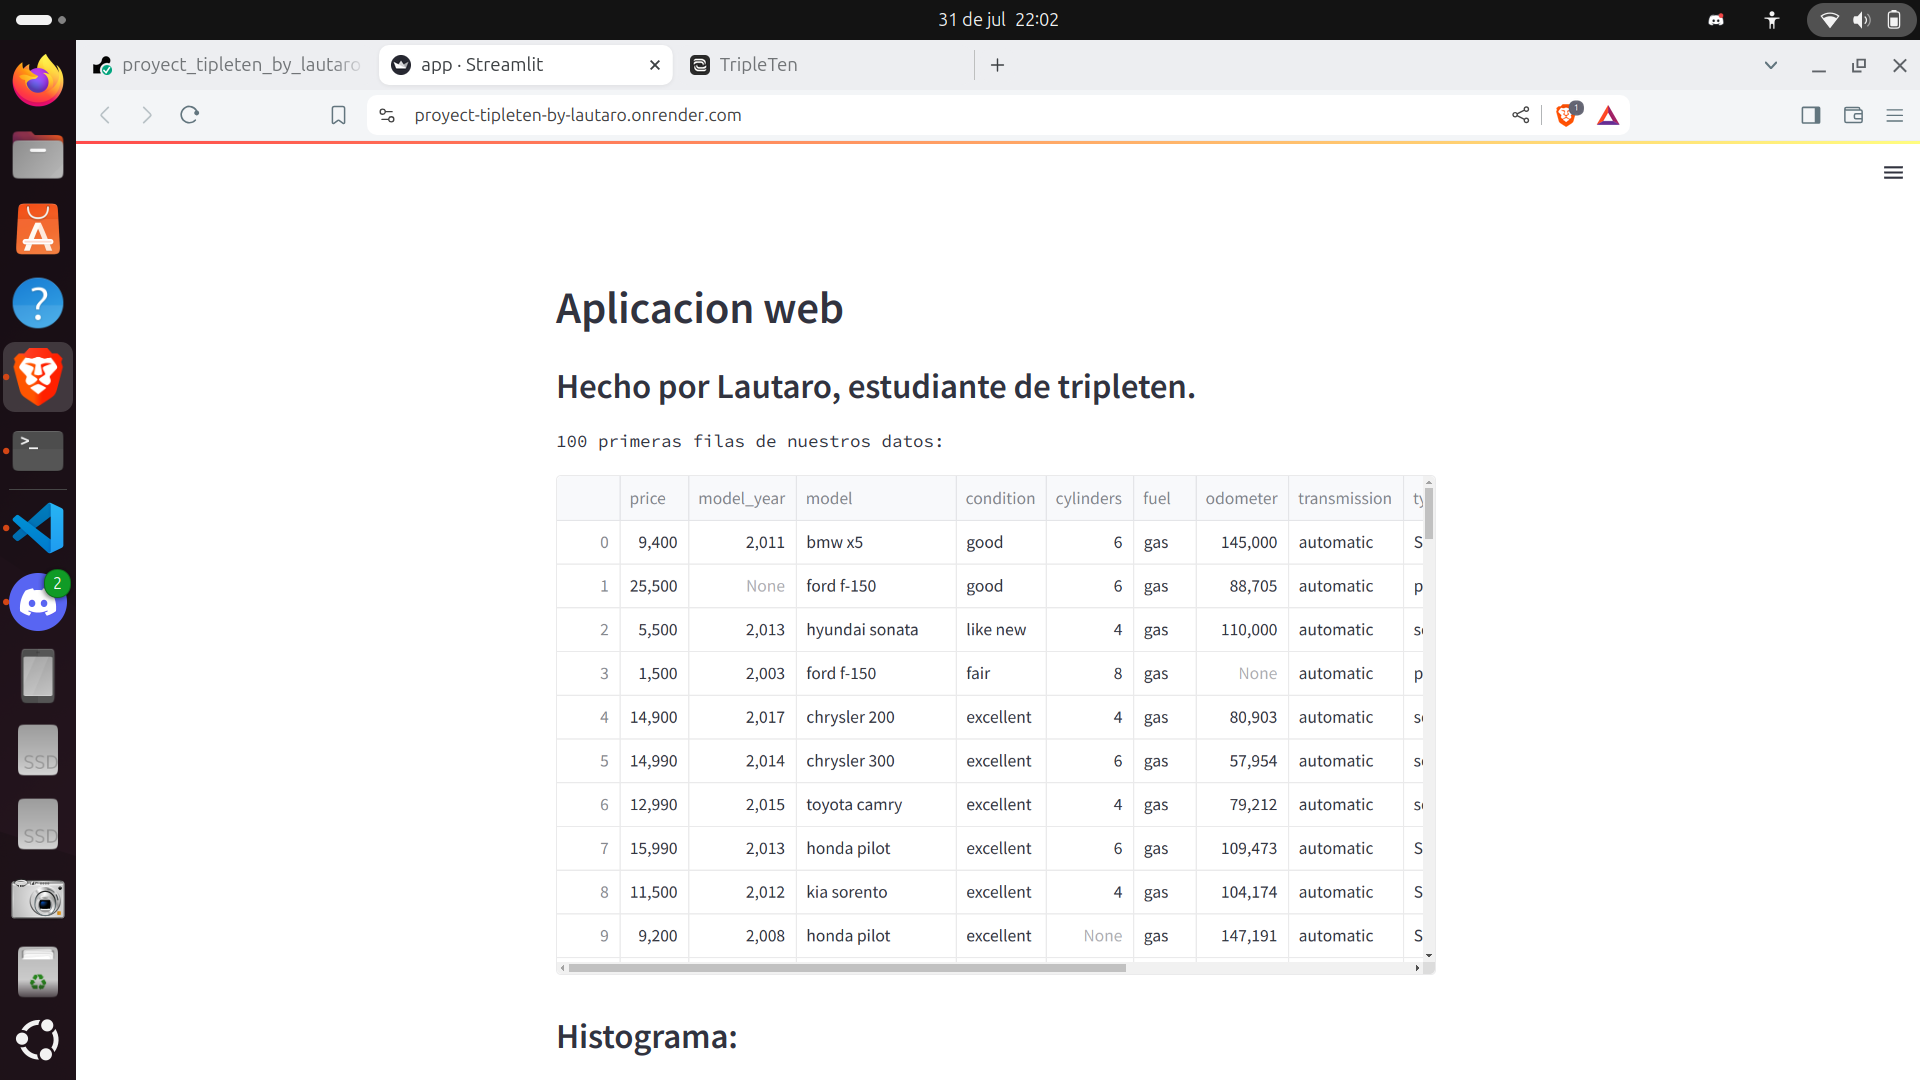 31 de jul 22:02
proyect_tipleten_by_lautaro
app · Streamlit
TripleTen
proyect-tipleten-by-lautaro.onrender.com
1
Aplicacion web
Hecho por Lautaro, estudiante de tripleten.
100 primeras filas de nuestros datos:
price model_year model condition cylinders fuel odometer transmission ty
0 9,400 2,011 bmw x5 good 6 gas 145,000 automatic S
1 25,500 None ford f-150 good 6 gas 88,705 automatic p
2 5,500 2,013 hyundai sonata like new 4 gas 110,000 automatic se
3 1,500 2,003 ford f-150 fair 8 gas None automatic p
4 14,900 2,017 chrysler 200 excellent 4 gas 80,903 automatic se
5 14,990 2,014 chrysler 300 excellent 6 gas 57,954 automatic se
6 12,990 2,015 toyota camry excellent 4 gas 79,212 automatic se
7 15,990 2,013 honda pilot excellent 6 gas 109,473 automatic S
8 11,500 2,012 kia sorento excellent 4 gas 104,174 automatic S
9 9,200 2,008 honda pilot excellent None gas 147,191 automatic S
Histograma:
2
SSD
SSD